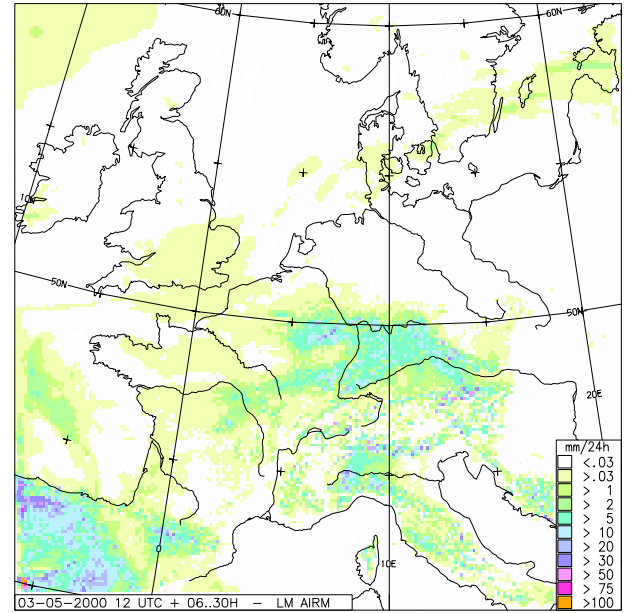 60N
60N
10W
50N
50N
20E
0
10E
mm/24h
<.03
>.03
> 1
> 2
> 5
> 10
> 20
> 30
> 50
> 75
>100
03-05-2000 12 UTC + 06.30H - LM AIRM